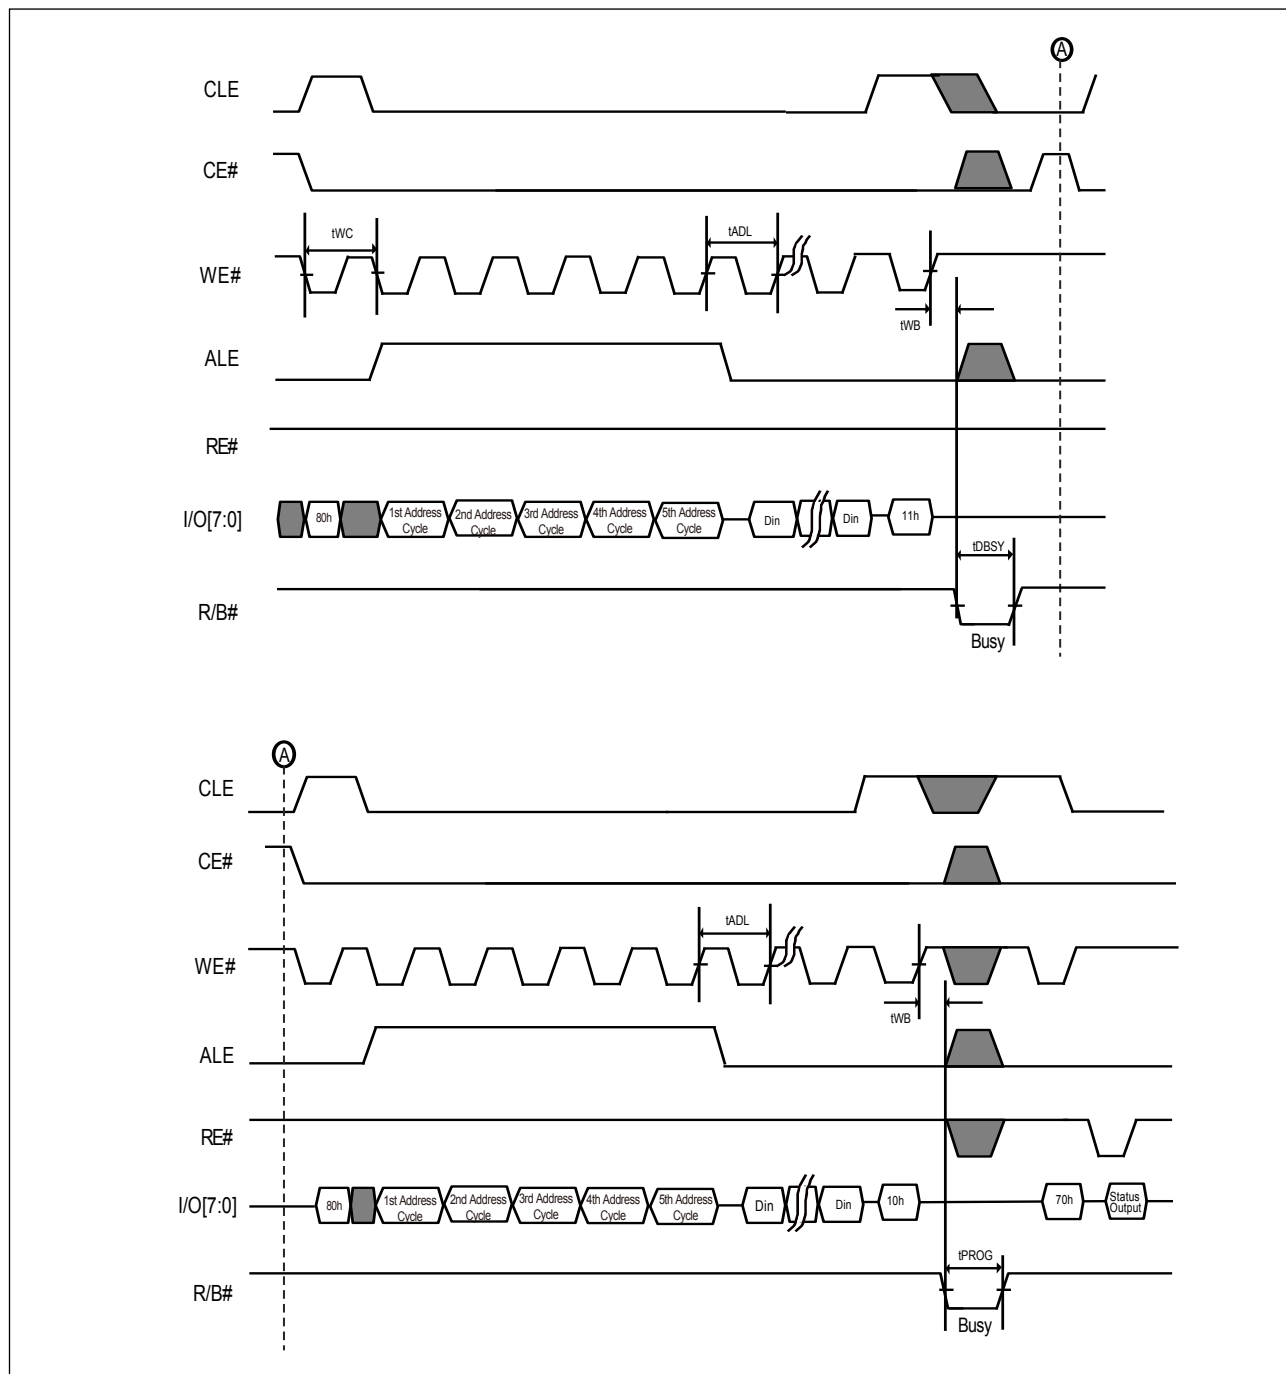 A
CLE
CE#
tWC
tADL
WE#
tWB
ALE
RE#
I/O[7:0]
80h
1st Address Cycle
2nd Address Cycle
3rd Address Cycle
4th Address Cycle
5th Address Cycle
Din
Din
11h
tDBSY
R/B#
Busy
A
CLE
CE#
tADL
WE#
tWB
ALE
RE#
I/O[7:0]
80h
1st Address Cycle
2nd Address Cycle
3rd Address Cycle
4th Address Cycle
5th Address Cycle
Din
Din
10h
70h
Status Output
tPROG
R/B#
Busy